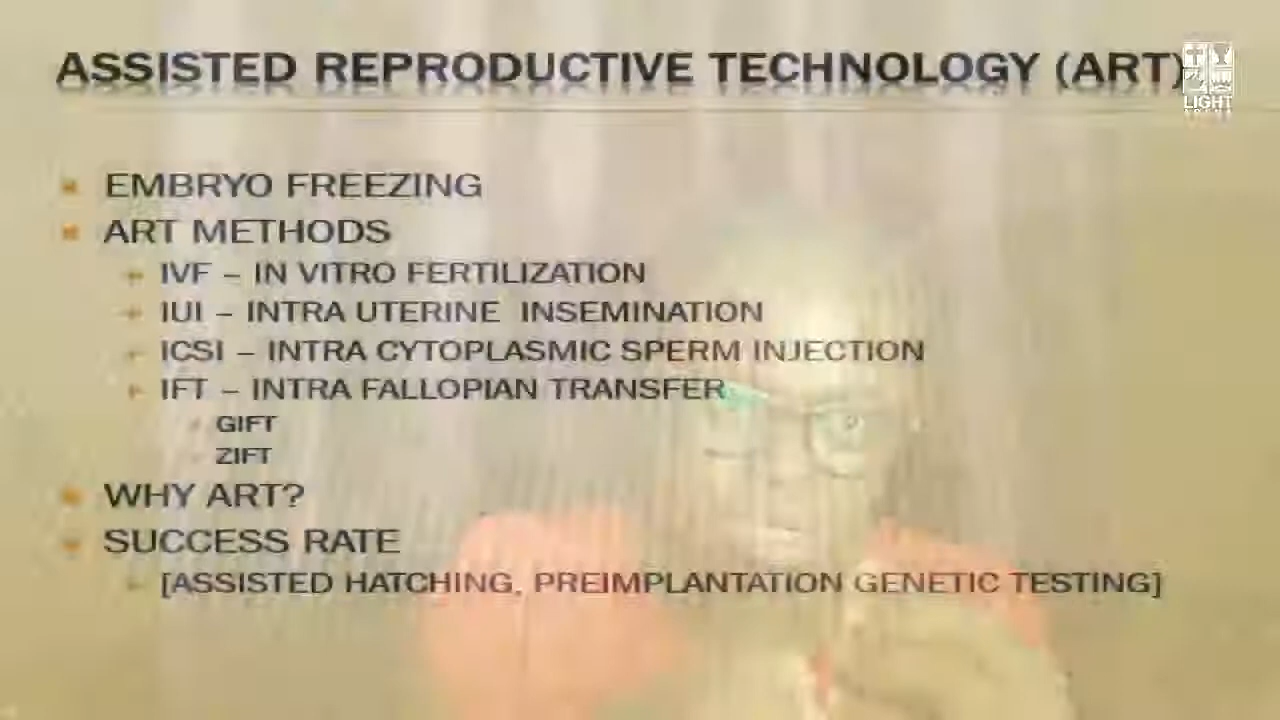 ASSISTED REPRODUCTIVE TECHNOLOGY (ART)
LIGHT
EMBRYO FREEZING
ART METHODS
IVF – IN VITRO FERTILIZATION
IUI – INTRA UTERINE INSEMINATION
ICSI – INTRA CYTOPLASMIC SPERM INJECTION
IFT – INTRA FALLOPIAN TRANSFER
GIFT
ZIFT
WHY ART?
SUCCESS RATE
[ASSISTED HATCHING, PREIMPLANTATION GENETIC TESTING]